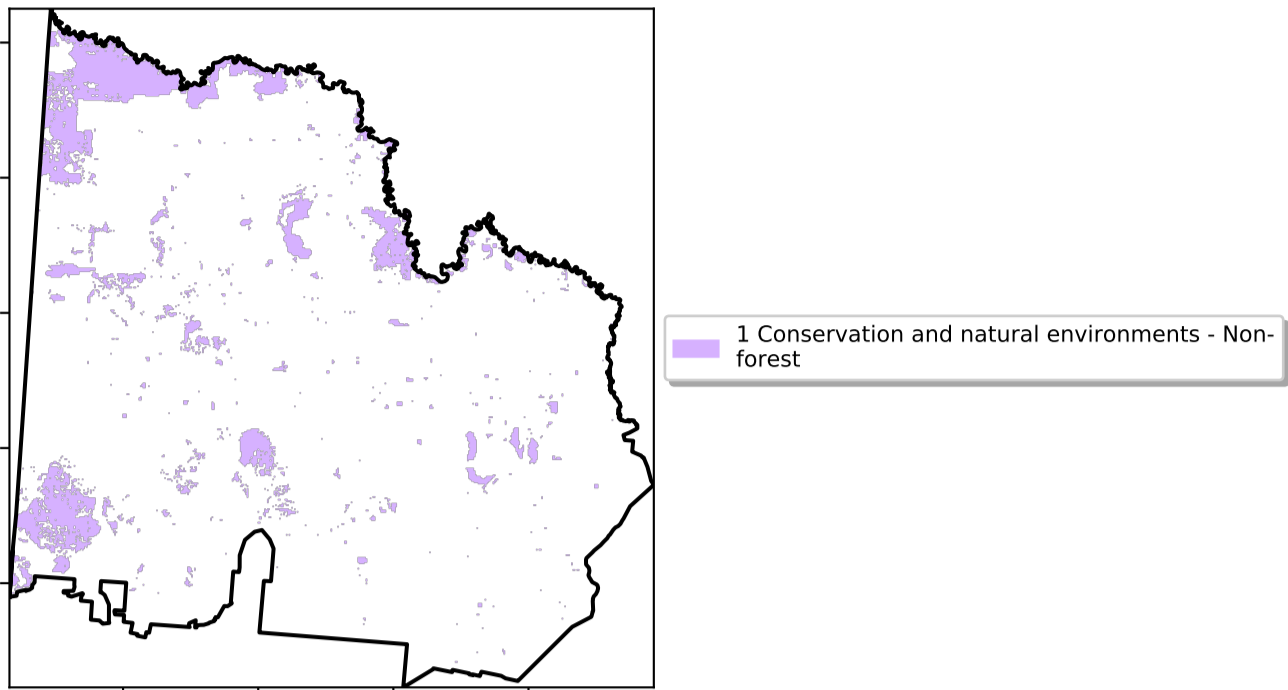 1 Conservation and natural environments - Non-
forest